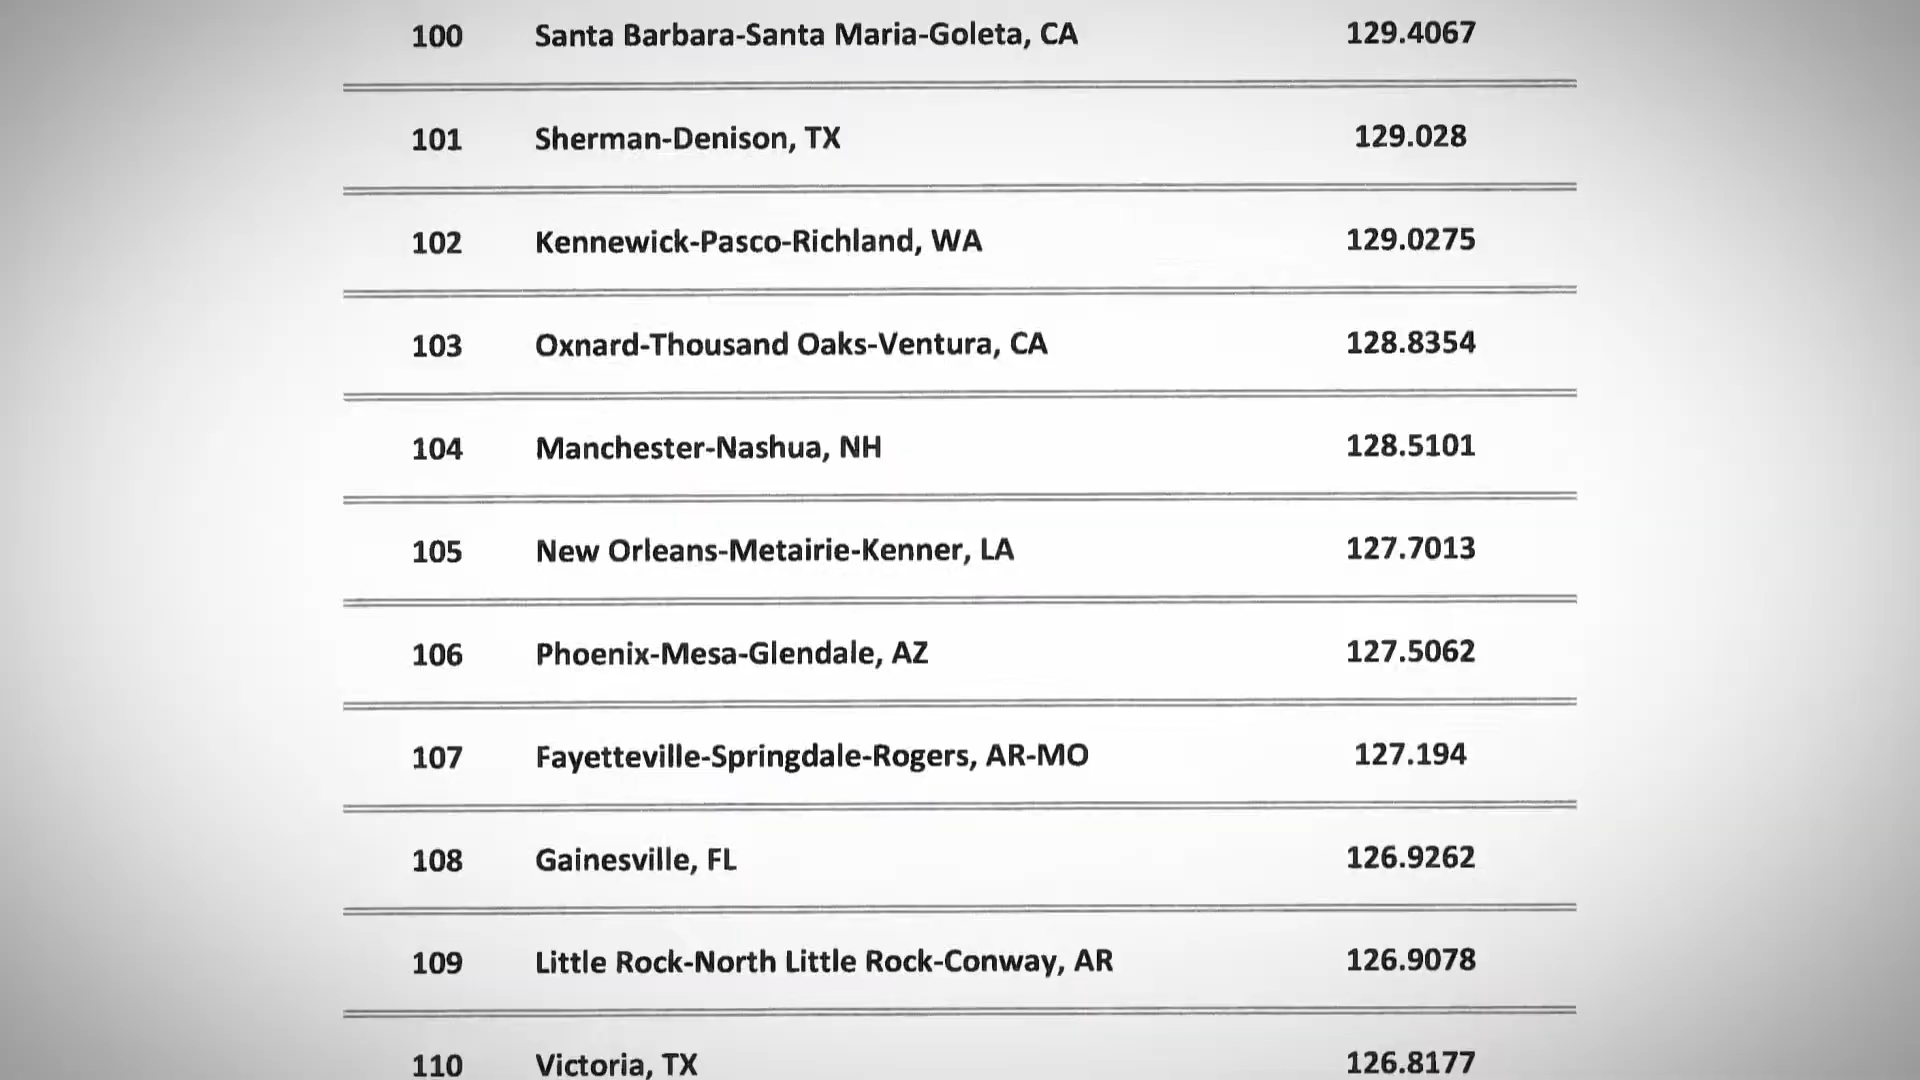 100 Santa Barbara-Santa Maria-Goleta, CA 129.4067
101 Sherman-Denison, TX 129.028
102 Kennewick-Pasco-Richland, WA 129.0275
103 Oxnard-Thousand Oaks-Ventura, CA 128.8354
104 Manchester-Nashua, NH 128.5101
105 New Orleans-Metairie-Kenner, LA 127.7013
106 Phoenix-Mesa-Glendale, AZ 127.5062
107 Fayetteville-Springdale-Rogers, AR-MO 127.194
108 Gainesville, FL 126.9262
109 Little Rock-North Little Rock-Conway, AR 126.9078
110 Victoria, TX 126.8177